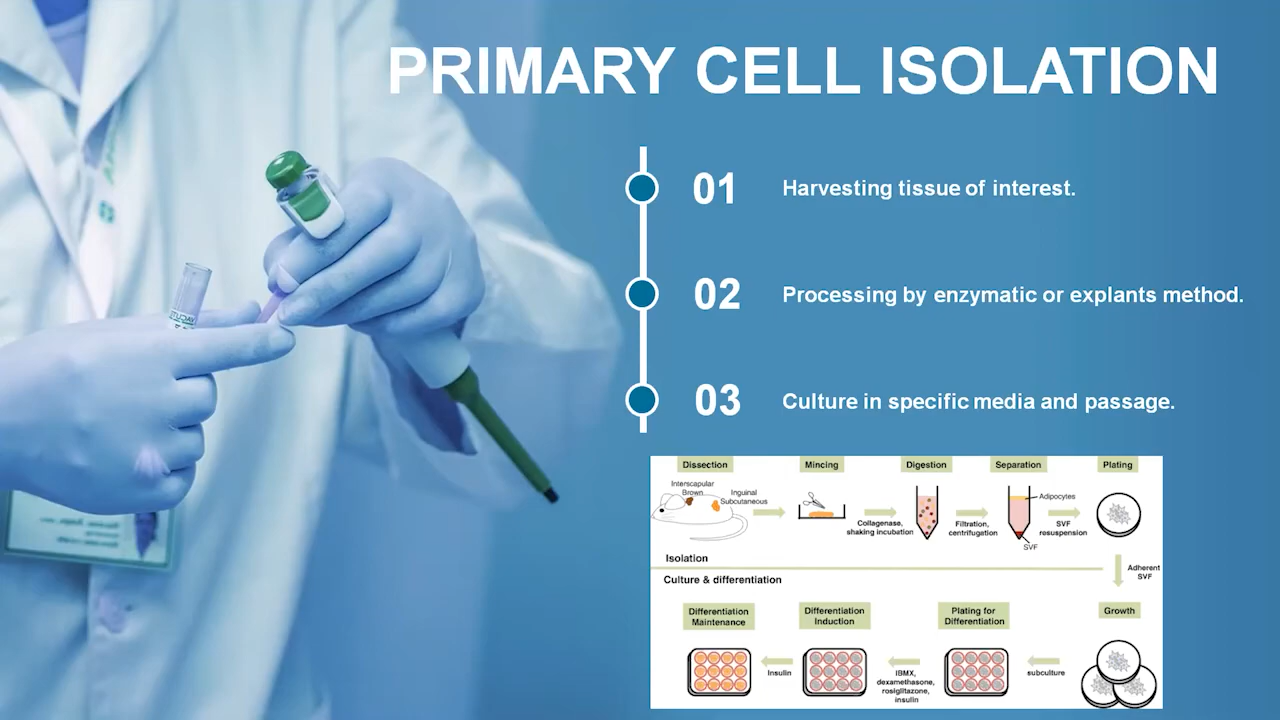 PRIMARY CELL ISOLATION
01 Harvesting tissue of interest.
02 Processing by enzymatic or explants method.
03 Culture in specific media and passage.
Dissection
Mincing
Digestion
Separation
Plating
Interscapular
Brown
Inguinal
Subcutaneous
Collagenase,
shaking incubation
Filtration,
centrifugation
Adipocytes
SVF
SVF
resuspension
Isolation
Adherent
SVF
Culture & differentiation
Differentiation
Maintenance
Differentiation
Induction
Plating for
Differentiation
Growth
Insulin
IBMX,
dexamethasone,
rosiglitazone,
insulin
subculture